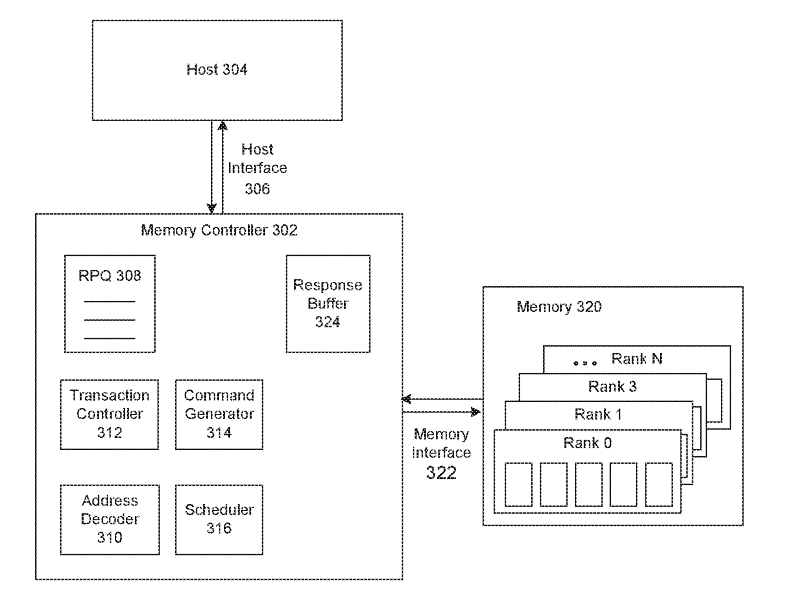 Host 304
Host
Interface
306
Memory Controller 302
RPQ 308
Response
Buffer
324
Memory 320
... Rank N
Rank 3
Rank 1
Rank 0
Transaction
Controller
312
Command
Generator
314
Memory
Interface
322
Address
Decoder
310
Scheduler
316